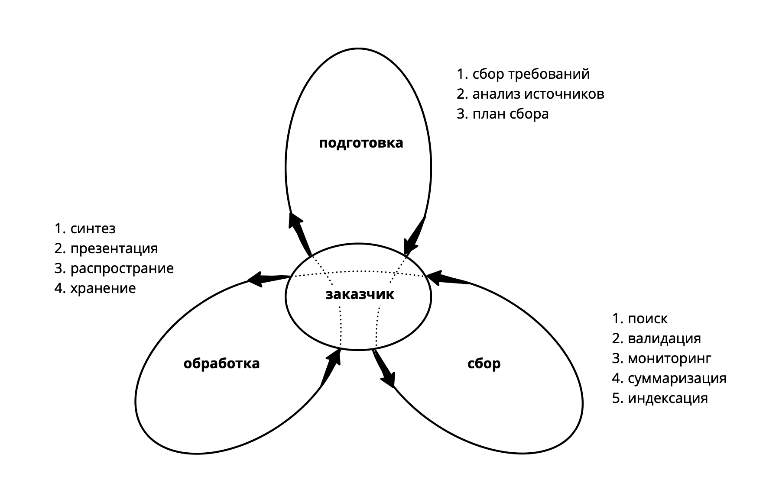 1. сбор требований
2. анализ источников
3. план сбора
подготовка
1. синтез
2. презентация
3. распространие
4. хранение
заказчик
обработка
сбор
1. поиск
2. валидация
3. мониторинг
4. суммаризация
5. индексация